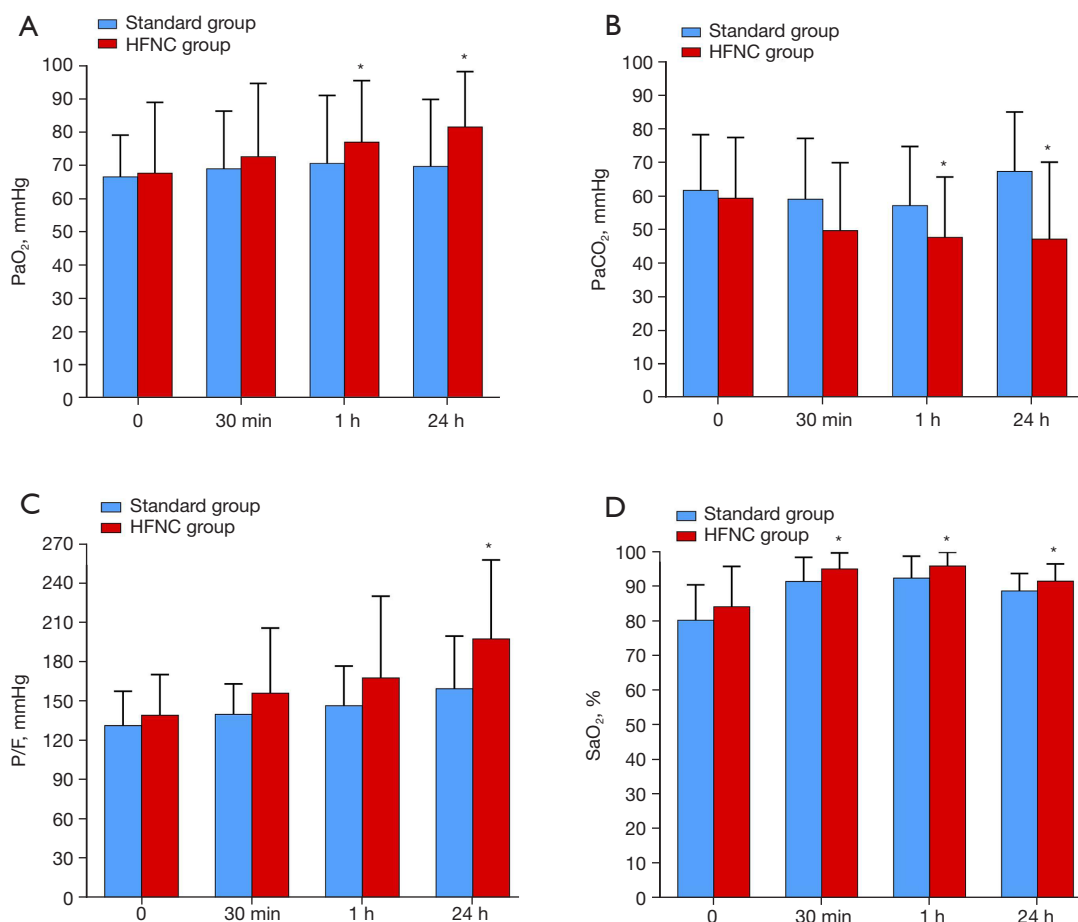 A
Standard group
HFNC group
PaO₂, mmHg
100
90
80
70
60
50
40
30
20
10
0
*
*
0
30 min
1 h
24 h
B
Standard group
HFNC group
PaCO₂, mmHg
100
90
80
70
60
50
40
30
20
10
0
*
*
0
30 min
1 h
24 h
C
Standard group
HFNC group
P/F, mmHg
270
240
210
180
150
130
90
60
30
0
*
0
30 min
1 h
24 h
D
Standard group
HFNC group
SaO₂, %
100
90
80
70
60
50
40
30
20
10
0
*
*
*
0
30 min
1 h
24 h